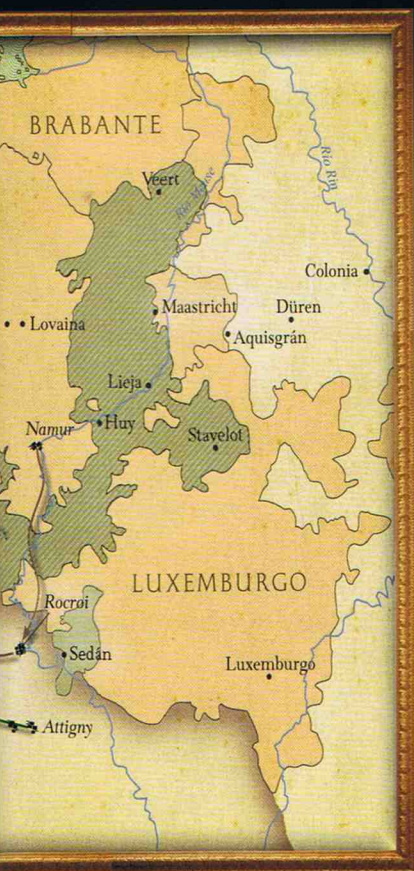 BRABANTE
Veert
Río Mosse
Río Rin
Colonia
Lovaina
Maastricht
Düren
Aquisgrán
Lieja
Namur
Huy
Stavelot
LUXEMBURGO
Rocroi
Sedán
Luxemburgo
Attigny